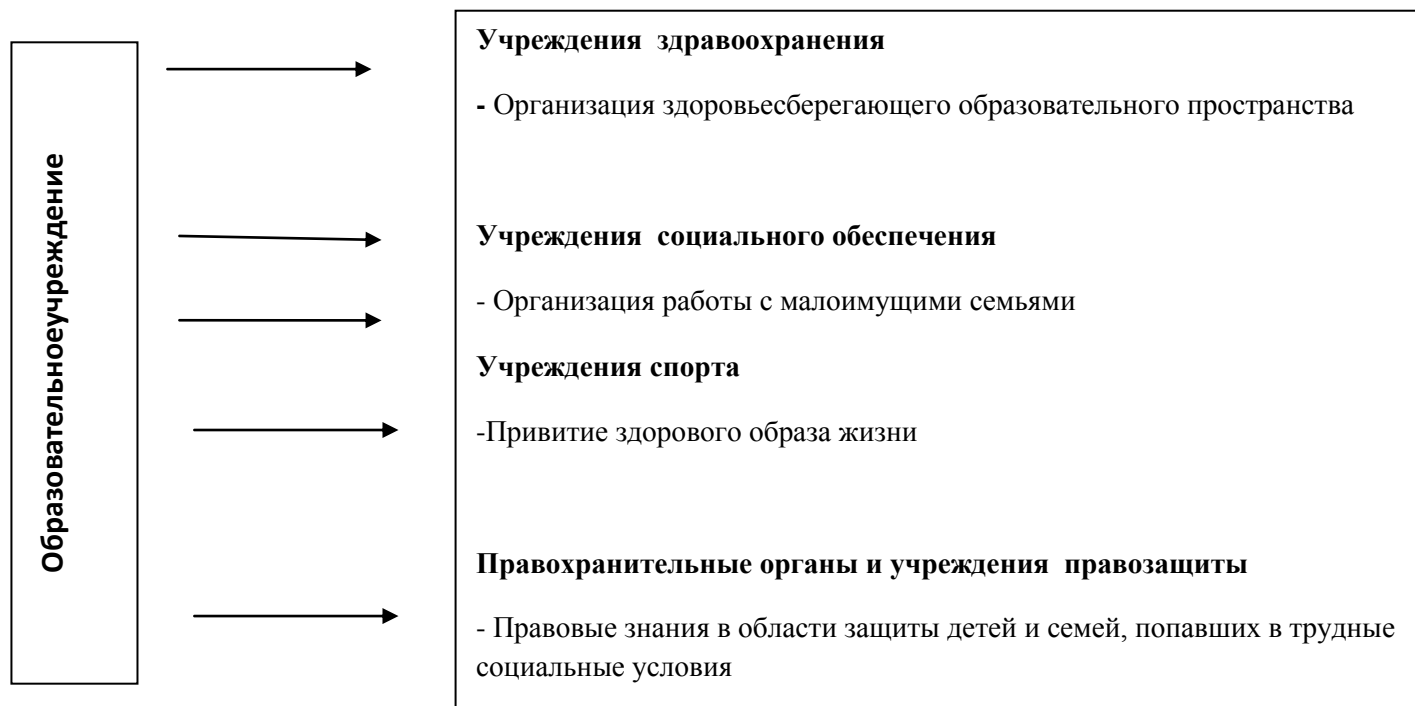 Образовательноеучреждение
Учреждения  здравоохранения
- Организация здоровьесберегающего образовательного пространства
Учреждения  социального обеспечения
- Организация работы с малоимущими семьями
Учреждения спорта
-Привитие здорового образа жизни
Правохранительные органы и учреждения  правозащиты
- Правовые знания в области защиты детей и семей, попавших в трудные
социальные условия